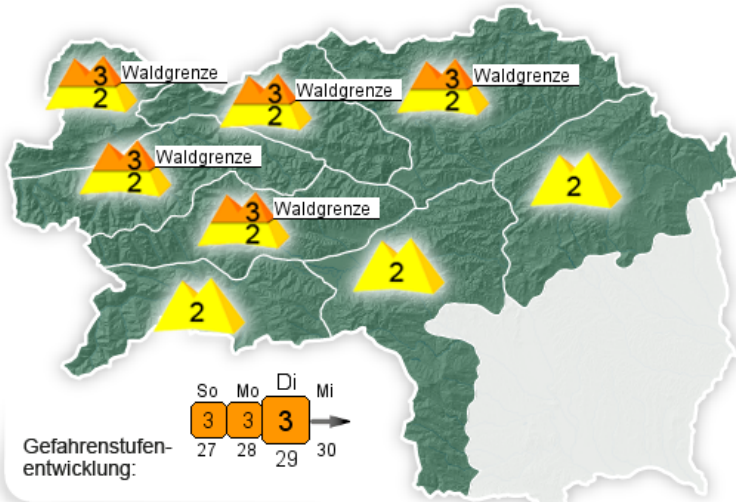 3 Waldgrenze
2
3 Waldgrenze
2
3 Waldgrenze
2
3 Waldgrenze
2
2
3 Waldgrenze
2
2
2
Di
So Mo Mi
3 3 3
27 28 29 30
Gefahrenstufen-
entwicklung: